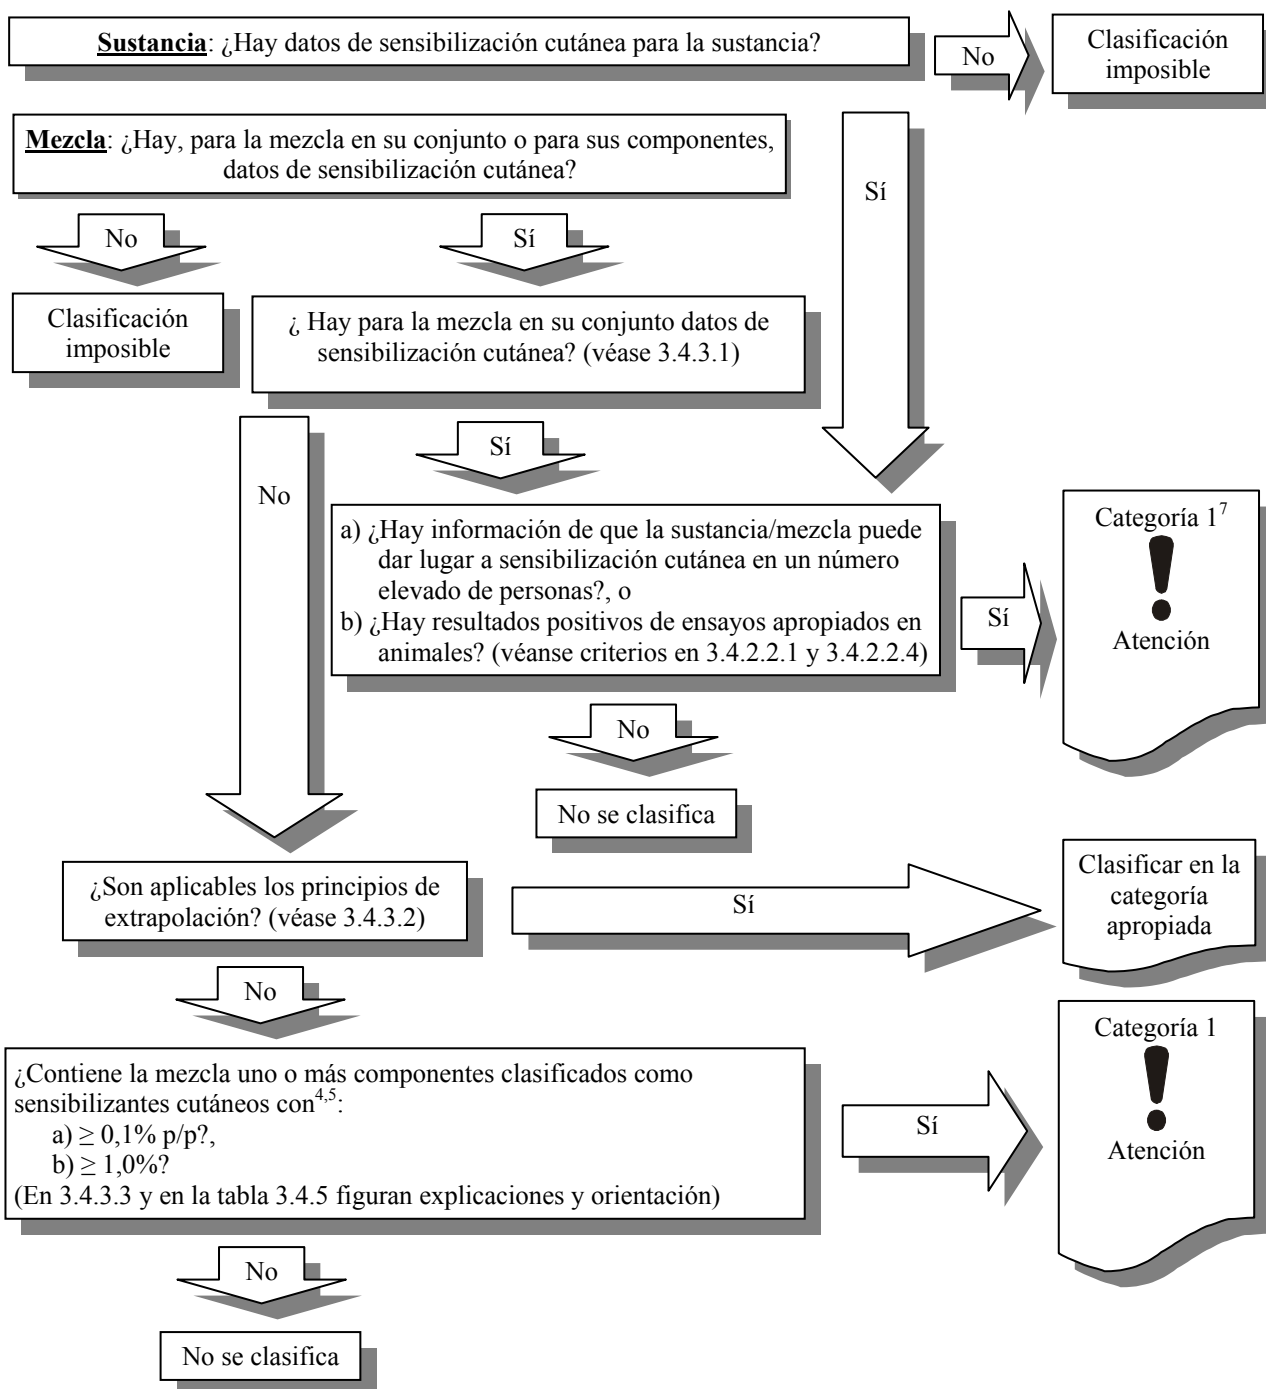 Sustancia: ¿Hay datos de sensibilización cutánea para la sustancia?
No
Clasificación
imposible
Mezcla: ¿Hay, para la mezcla en su conjunto o para sus componentes,
datos de sensibilización cutánea?
Sí
No
Sí
Clasificación
imposible
¿ Hay para la mezcla en su conjunto datos de
sensibilización cutánea? (véase 3.4.3.1)
No
Sí
a) ¿Hay información de que la sustancia/mezcla puede
dar lugar a sensibilización cutánea en un número
elevado de personas?, o
b) ¿Hay resultados positivos de ensayos apropiados en
animales? (véanse criterios en 3.4.2.2.1 y 3.4.2.2.4)
Sí
Categoría 1⁷
!
Atención
No
No se clasifica
¿Son aplicables los principios de
extrapolación? (véase 3.4.3.2)
Sí
Clasificar en la
categoría
apropiada
No
¿Contiene la mezcla uno o más componentes clasificados como
sensibilizantes cutáneos con⁴,⁵:
a) ≥ 0,1% p/p?,
b) ≥ 1,0%?
(En 3.4.3.3 y en la tabla 3.4.5 figuran explicaciones y orientación)
Sí
Categoría 1
!
Atención
No
No se clasifica